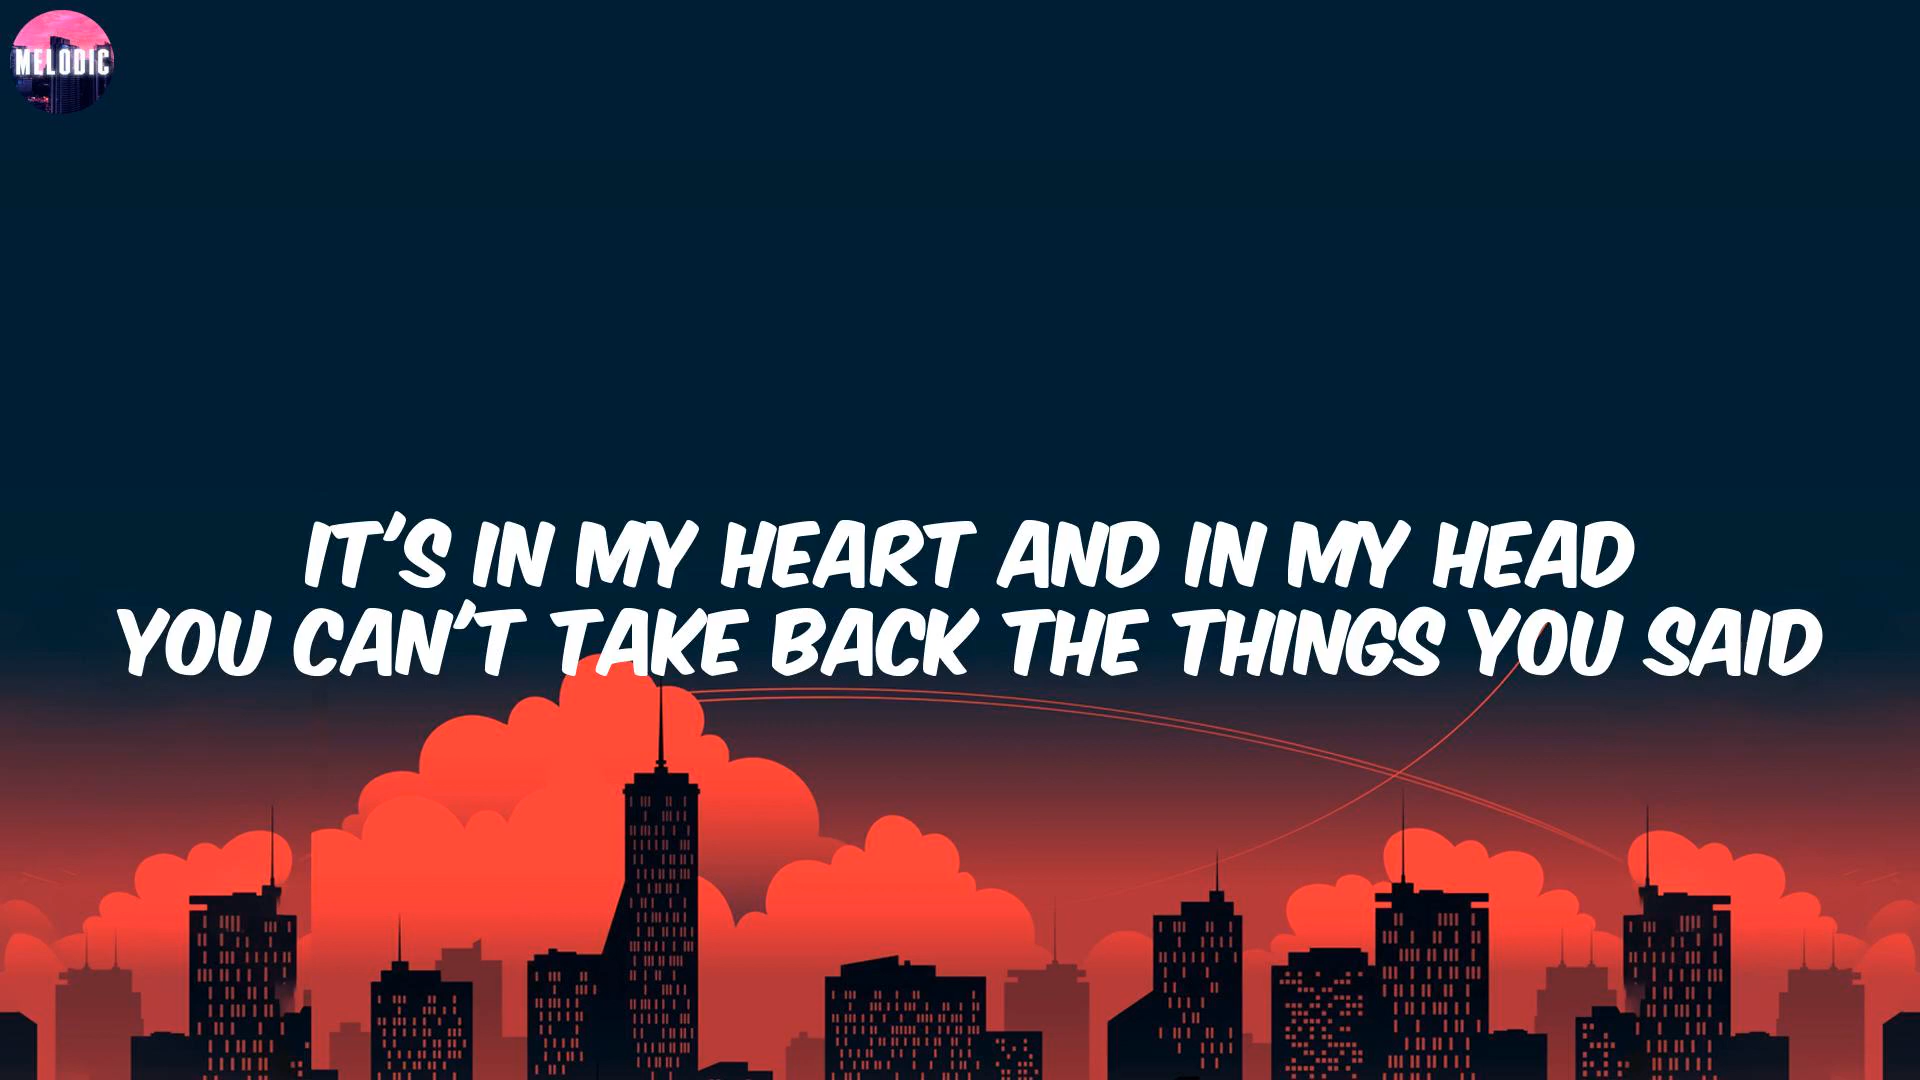 MELODIC
IT'S IN MY HEART AND IN MY HEAD
YOU CAN'T TAKE BACK THE THINGS YOU SAID